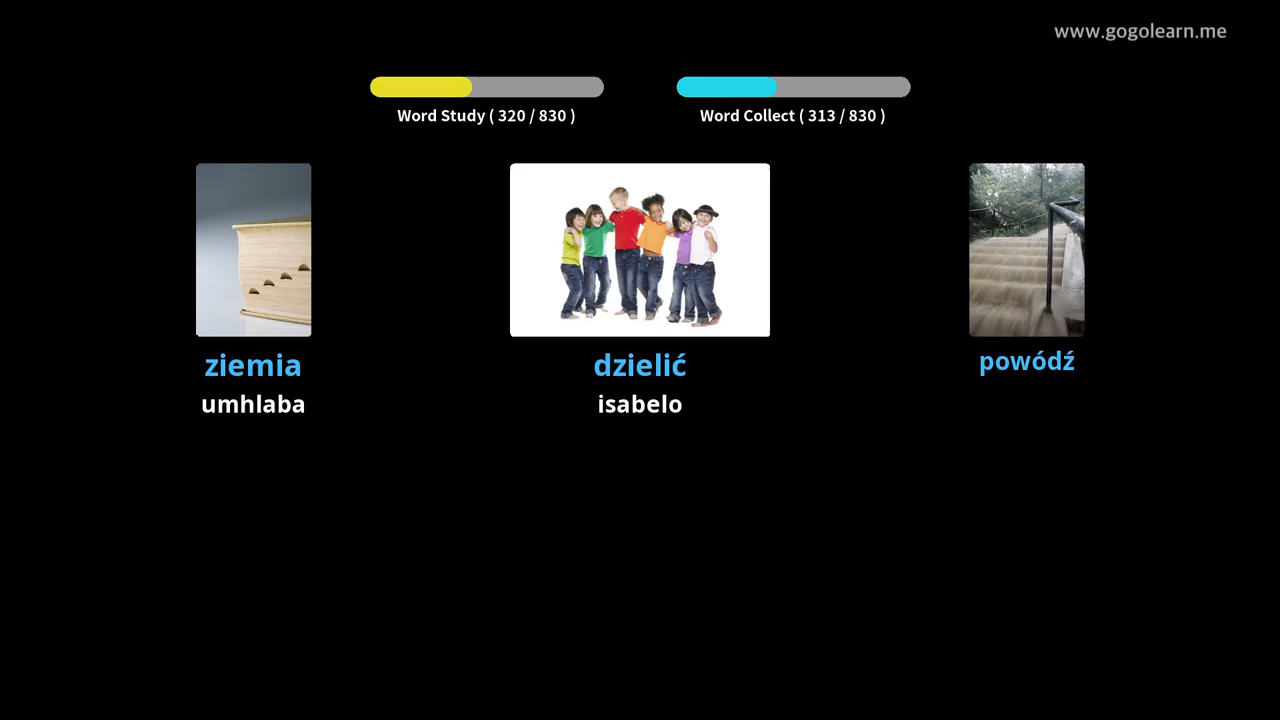 www.gogolearn.me
Word Study ( 320 / 830 )
Word Collect ( 313 / 830 )
ziemia
umhlaba
dzielić
isabelo
powódź